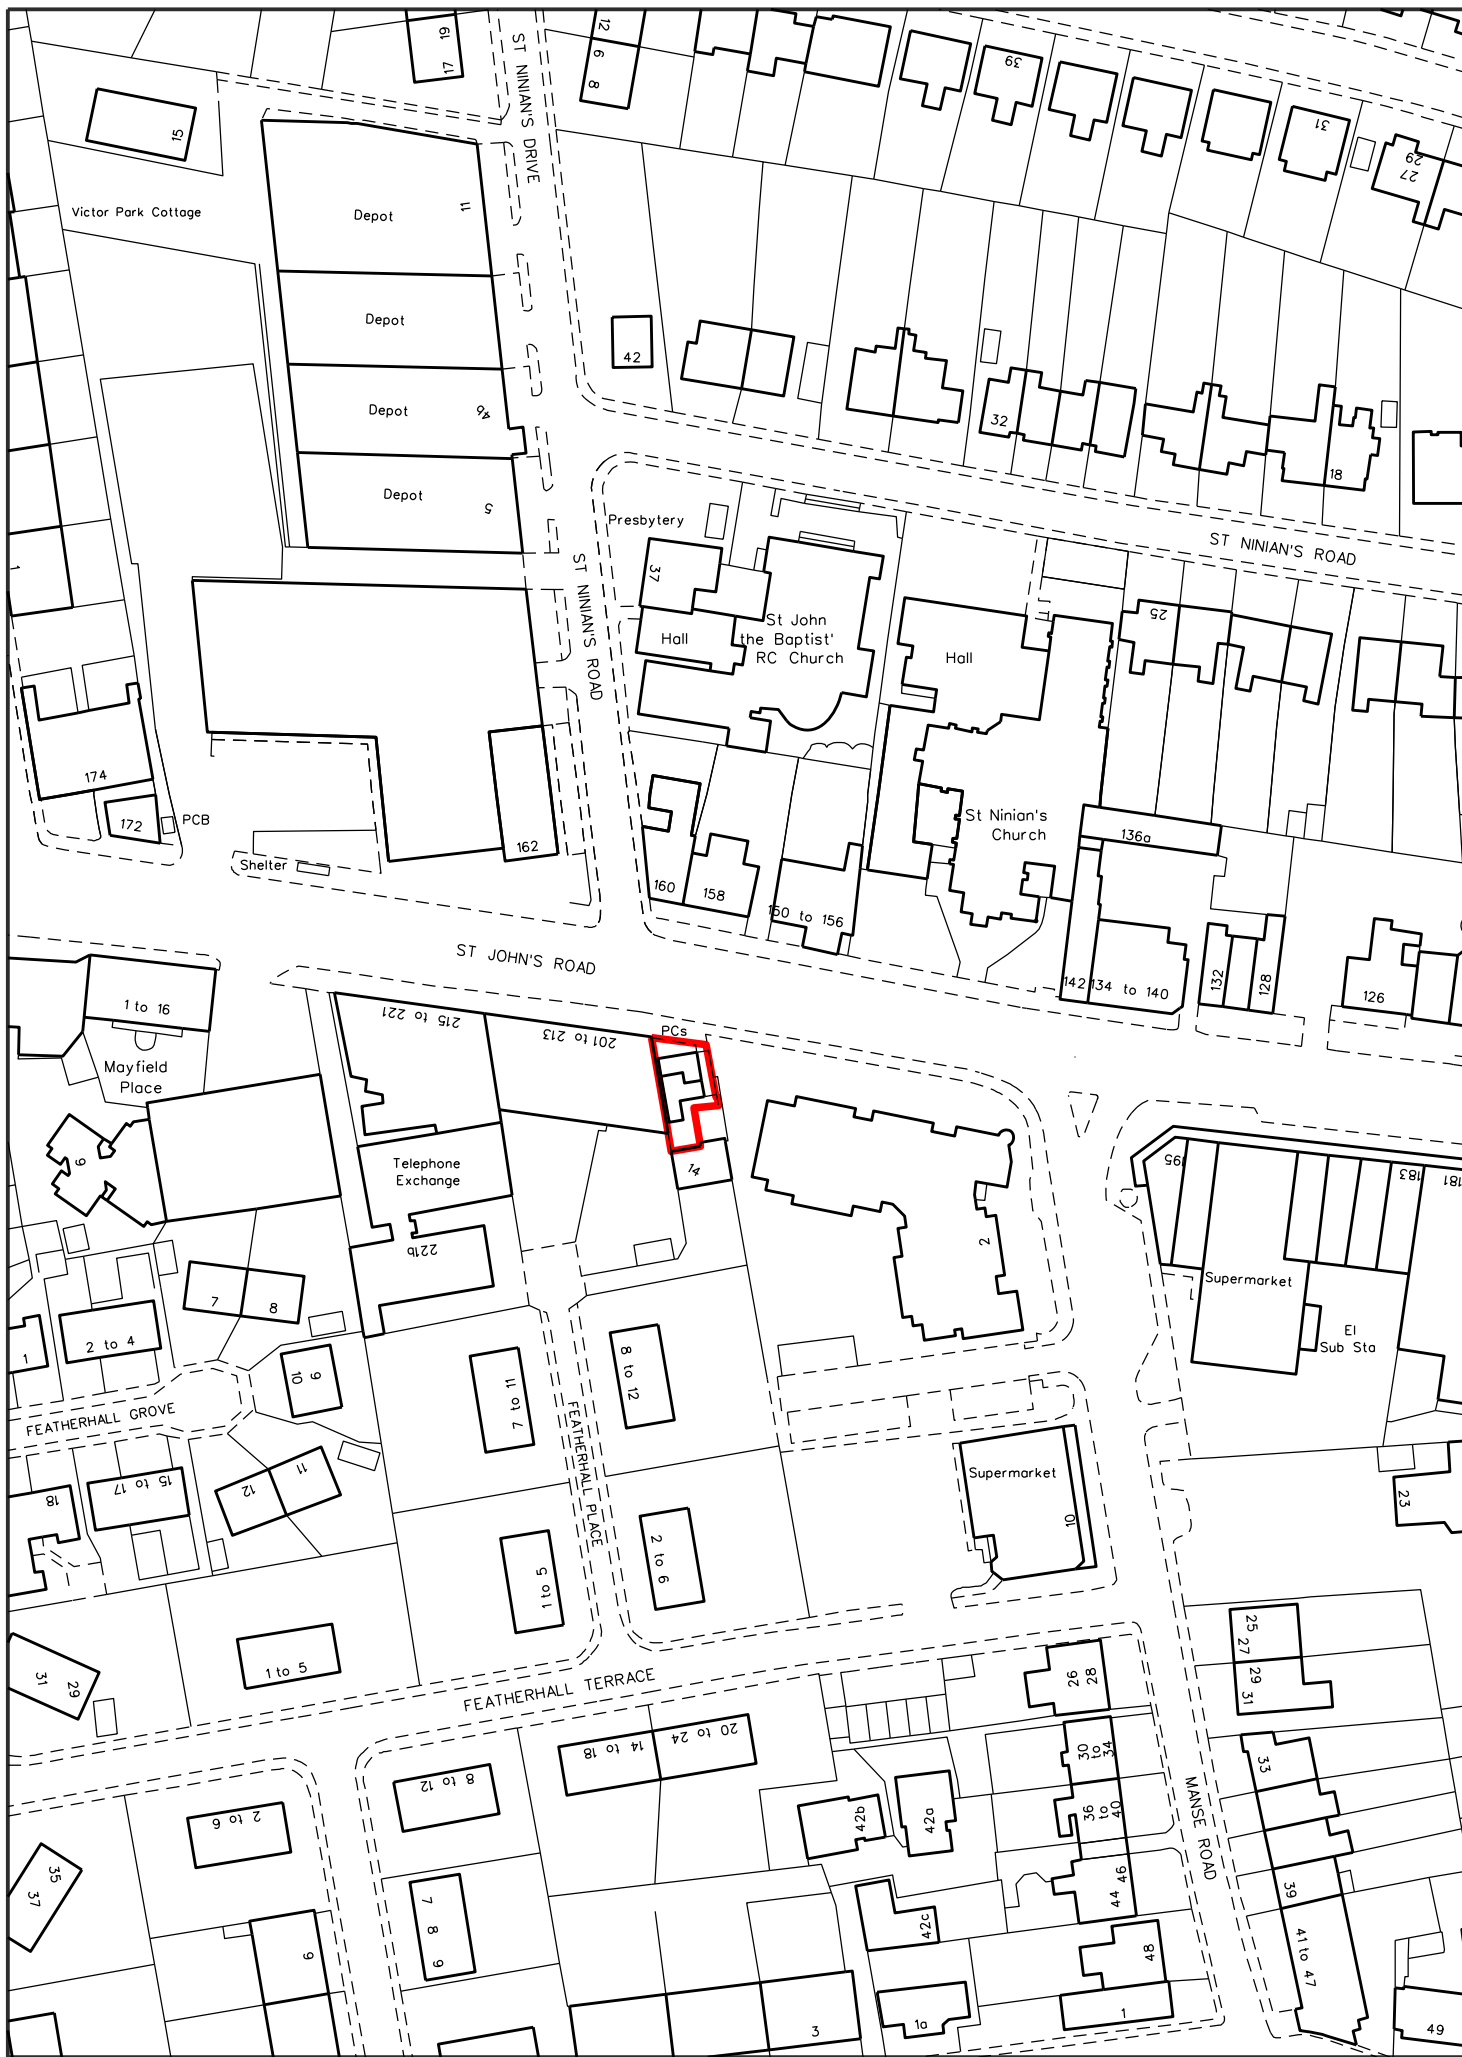 19
17
ST NINIAN'S DRIVE
12
9
8
39
31
29
27
15
Victor Park Cottage
Depot
11
Depot
42
Depot
32
18
Depot
5
Presbytery
ST NINIAN'S ROAD
1
37
ST NINIAN'S ROAD
Hall
St John
the Baptist'
RC Church
Hall
25
174
172
PCB
162
St Ninian's
Church
136a
Shelter
160
158
150 to 156
ST JOHN'S ROAD
142
134 to 140
132
128
126
1 to 16
215 to 221
201 to 213
PCs
Mayfield
Place
9
Telephone
Exchange
14
195
183
181
221b
2
Supermarket
7
8
El
Sub Sta
1
2 to 4
9
10
8 to 12
11 to 7
FEATHERHALL GROVE
FEATHERHALL PLACE
Supermarket
18
15 to 17
12
11
10
23
2 to 6
1 to 5
1 to 5
25
27
29
31
31
29
FEATHERHALL TERRACE
26
28
14 to 18
20 to 24
30
to
34
33
8 to 12
2 to 6
42b
42a
36
to
40
MANSE ROAD
35
37
7
8
9
44
46
39
9
42c
48
41 to 47
3
1a
1
49